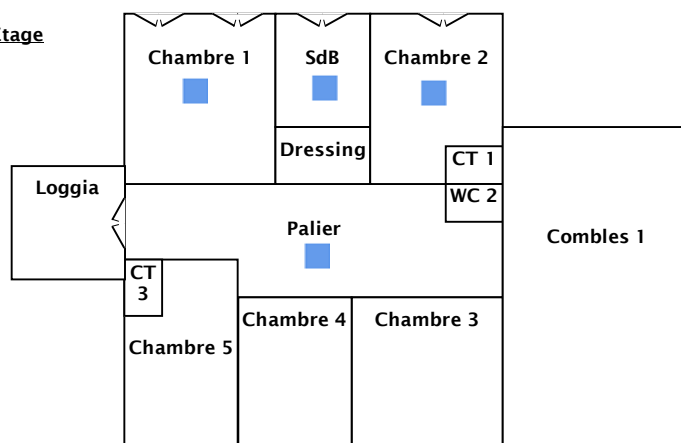 Chambre 1
SdB
Chambre 2
Dressing
CT 1
Loggia
WC 2
Palier
Combles 1
CT
3
Chambre 4
Chambre 3
Chambre 5